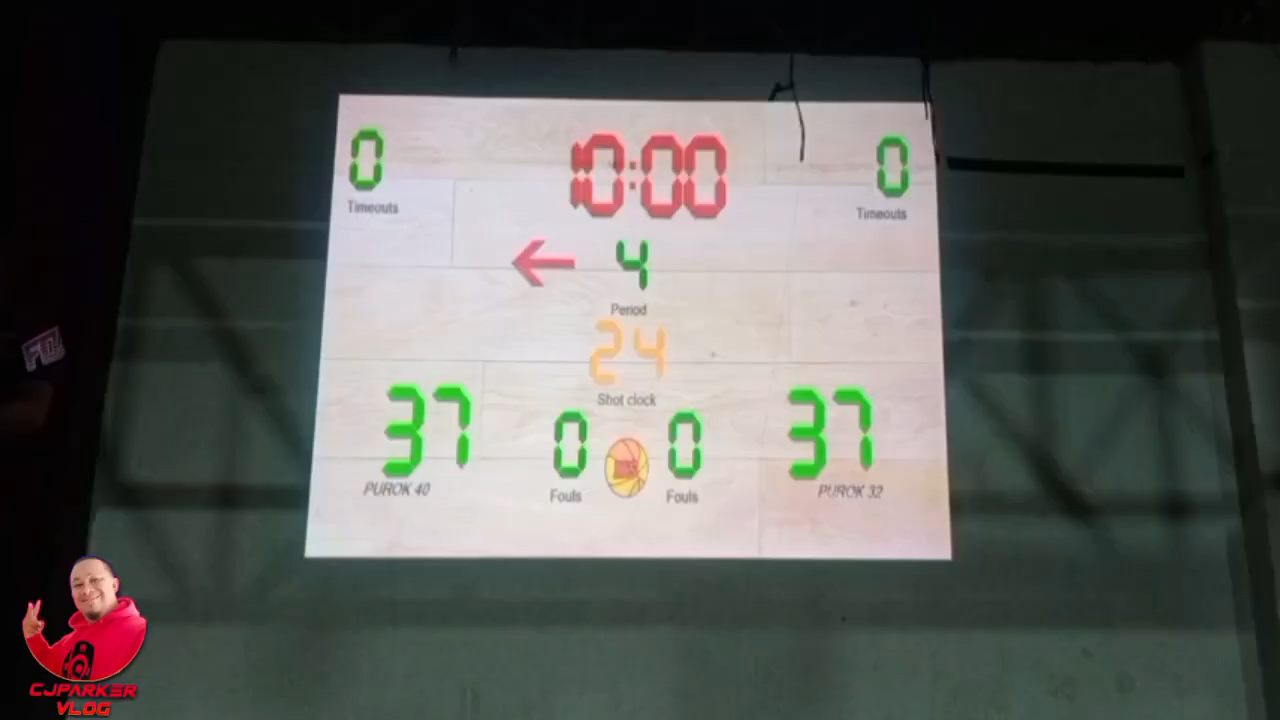 0
10:00
0
Timeouts
Timeouts
4
Period
24
Shot clock
37
0
0
37
PUROK 40
Fouls
Fouls
PUROK 32
CJPARKER
VLOG